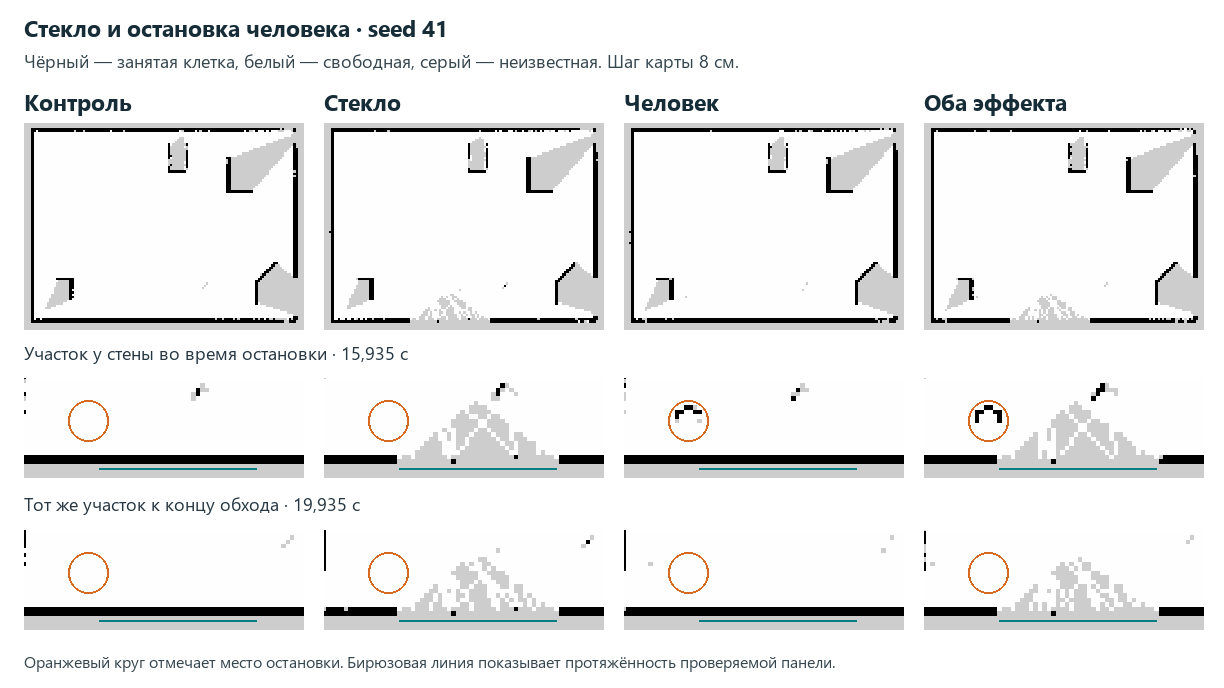 Стекло и остановка человека · seed 41
Чёрный — занятая клетка, белый — свободная, серый — неизвестная. Шаг карты 8 см.
Контроль
Стекло
Человек
Оба эффекта
Участок у стены во время остановки · 15,935 с
Тот же участок к концу обхода · 19,935 с
Оранжевый круг отмечает место остановки. Бирюзовая линия показывает протяжённость проверяемой панели.